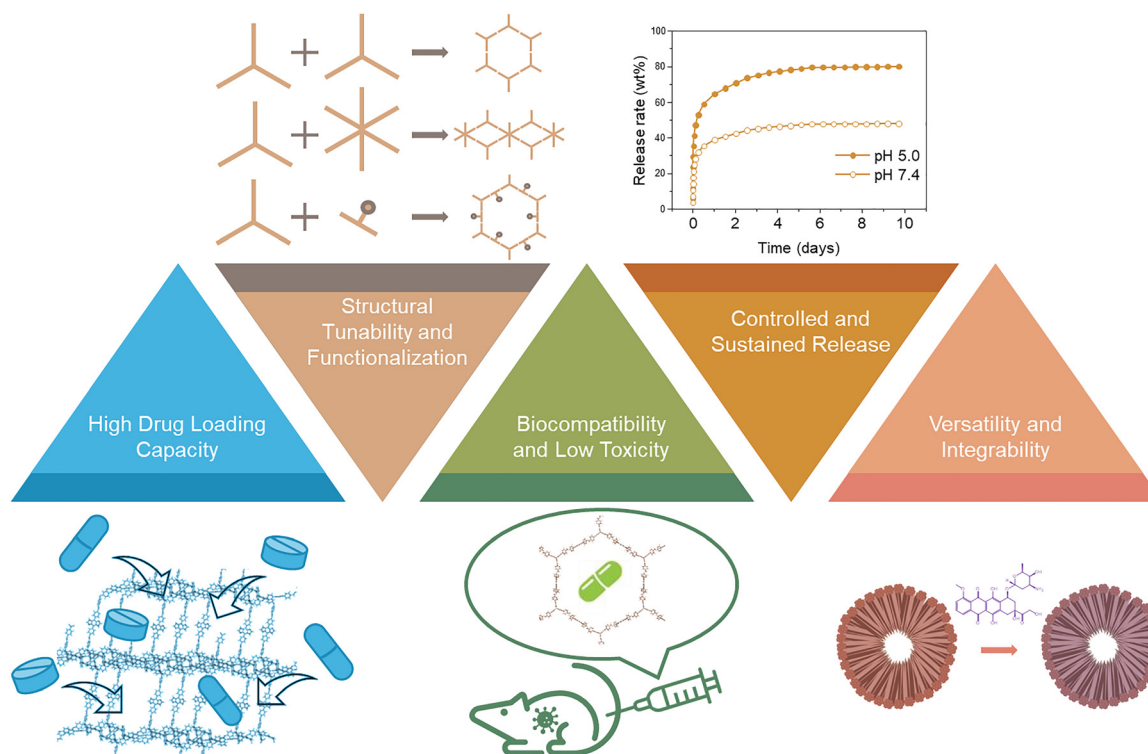 100
80
60
40
20
0
Release rate (wt%)
pH 5.0
pH 7.4
0 2 4 6 8 10
Time (days)
High Drug Loading
Capacity
Structural
Tunability and
Functionalization
Biocompatibility
and Low Toxicity
Controlled and
Sustained Release
Versatility and
Integrability